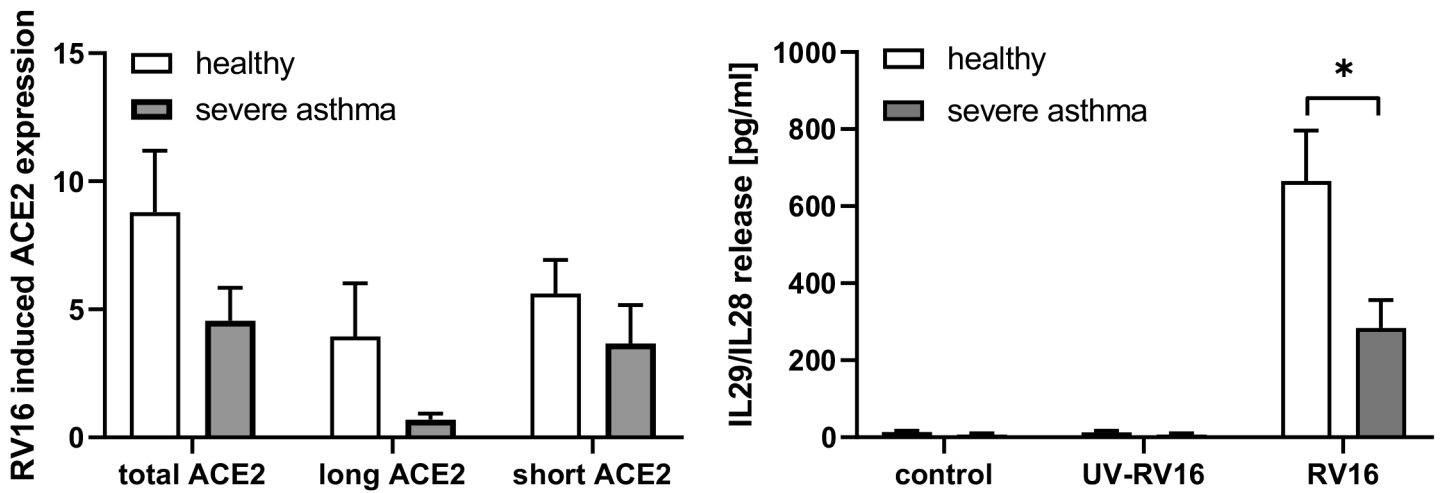 RV16 induced ACE2 expression
15
10
5
0
healthy
severe asthma
total ACE2
long ACE2
short ACE2
IL29/IL28 release [pg/ml]
1000
800
600
400
200
0
healthy
severe asthma
*
control
UV-RV16
RV16